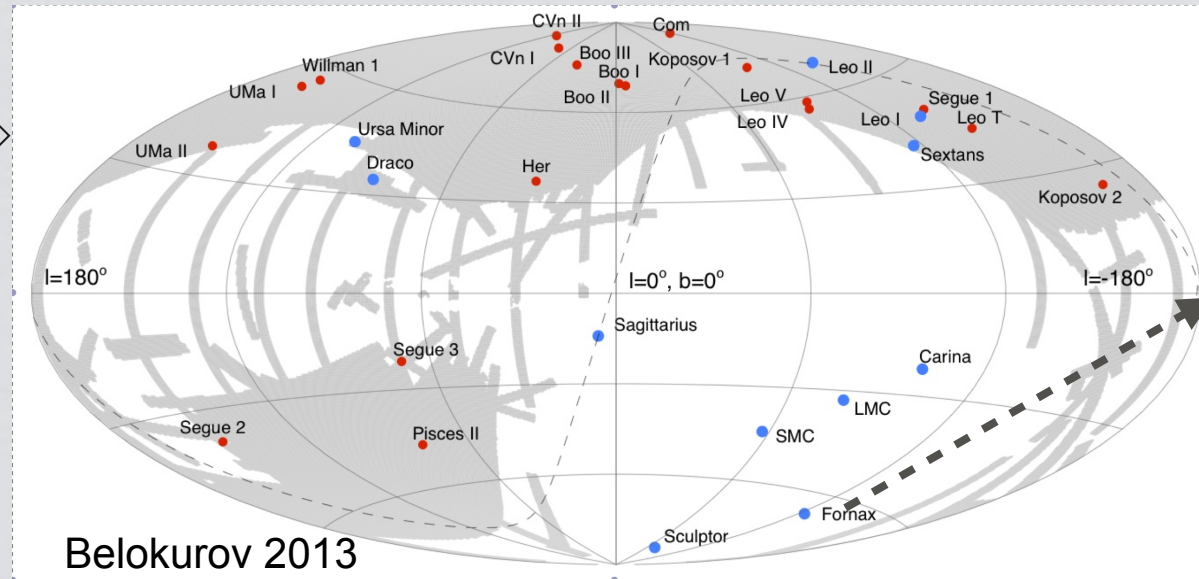 CVn II
Com
CVn I
Boo III
Koposov 1
Leo II
Willman 1
Boo I
UMa I
Boo II
Leo V
Segue 1
Leo IV
Leo I
Leo T
Ursa Minor
UMa II
Draco
Her
Sextans
Koposov 2
l=180°
l=0°, b=0°
l=-180°
Sagittarius
Segue 3
Carina
LMC
Segue 2
Pisces II
SMC
Fornax
Sculptor
Belokurov 2013